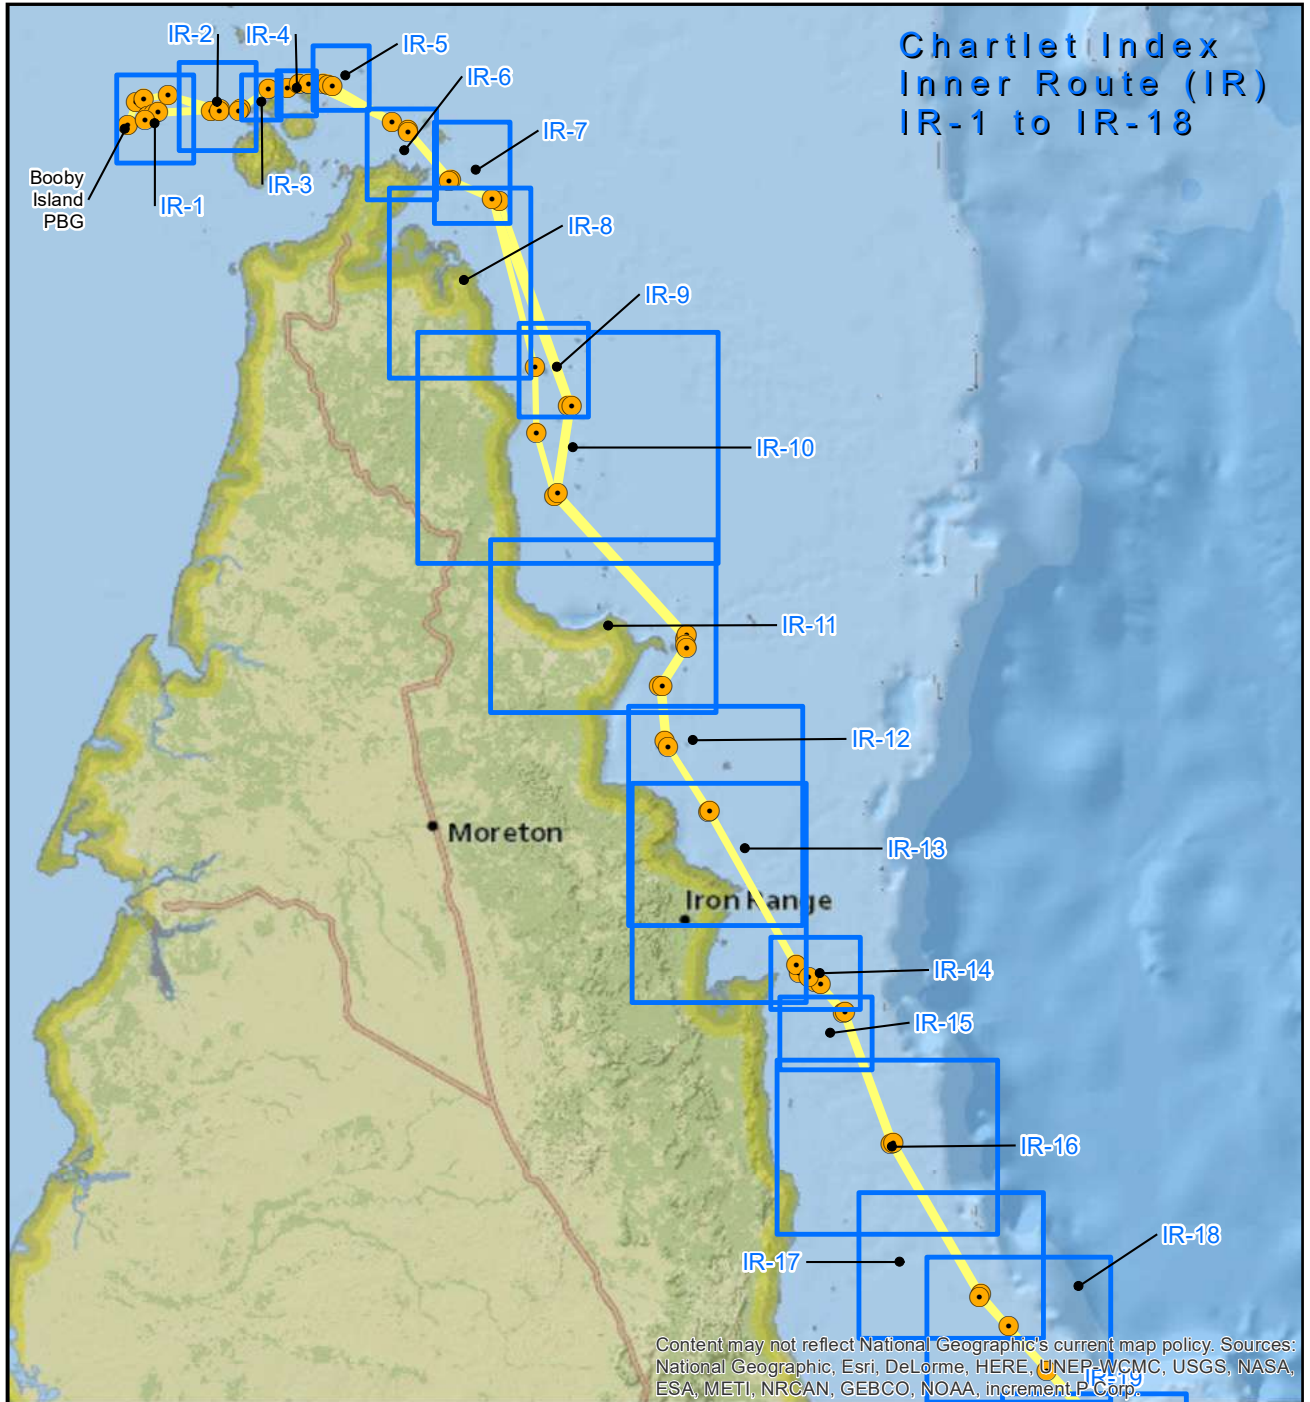 Chartlet Index
Inner Route (IR)
IR-1 to IR-18
IR-2
IR-4
IR-5
IR-6
IR-7
Booby
Island
PBG
IR-1
IR-3
IR-8
IR-9
IR-10
IR-11
IR-12
Moreton
IR-13
Iron Range
IR-14
IR-15
IR-16
IR-17
IR-18
Content may not reflect National Geographic's current map policy. Sources:
National Geographic, Esri, DeLorme, HERE, UNEP-WCMC, USGS, NASA,
ESA, METI, NRCAN, GEBCO, NOAA, increment P Corp.
IR-19